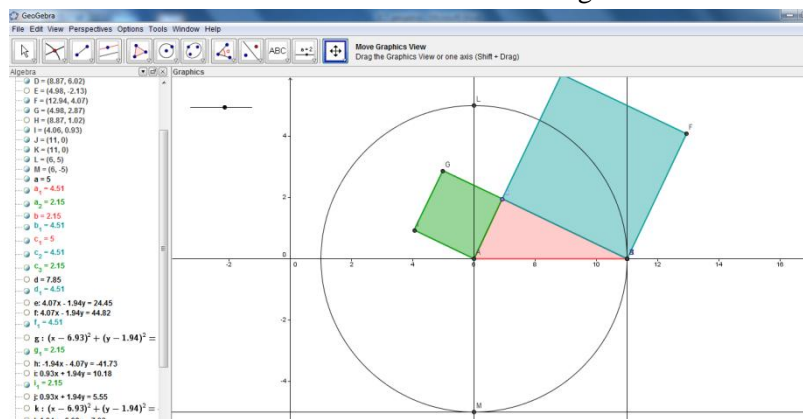 GeoGebra
File Edit View Perspectives Options Tools Window Help
ABC a=2 Move Graphics View
Drag the Graphics View or one axis (Shift + Drag)
Algebra Graphics
D = (8.87, 6.02)
E = (4.98, -2.13)
F = (12.94, 4.07)
G = (4.98, 2.87)
H = (8.87, 1.02)
I = (4.06, 0.93)
J = (11, 0)
K = (11, 0)
L = (6, 5)
M = (6, -5)
a = 5
a₁ = 4.51
a₂ = 2.15
b = 2.15
b₁ = 4.51
c₁ = 5
c₂ = 4.51
c₃ = 2.15
d = 7.85
d₁ = 4.51
e: 4.07x - 1.94y = 24.45
f: 4.07x - 1.94y = 44.82
f₁ = 4.51
g : (x − 6.93)² + (y − 1.94)² =
g₁ = 2.15
h: -1.94x - 4.07y = -41.73
i: 0.93x + 1.94y = 10.18
i₁ = 2.15
j: 0.93x + 1.94y = 5.55
k : (x − 6.93)² + (y − 1.94)² =
L
4
F
G
2
0 A B
-2 0 2 4 6 8 10 12 14 16
-2
-4
M